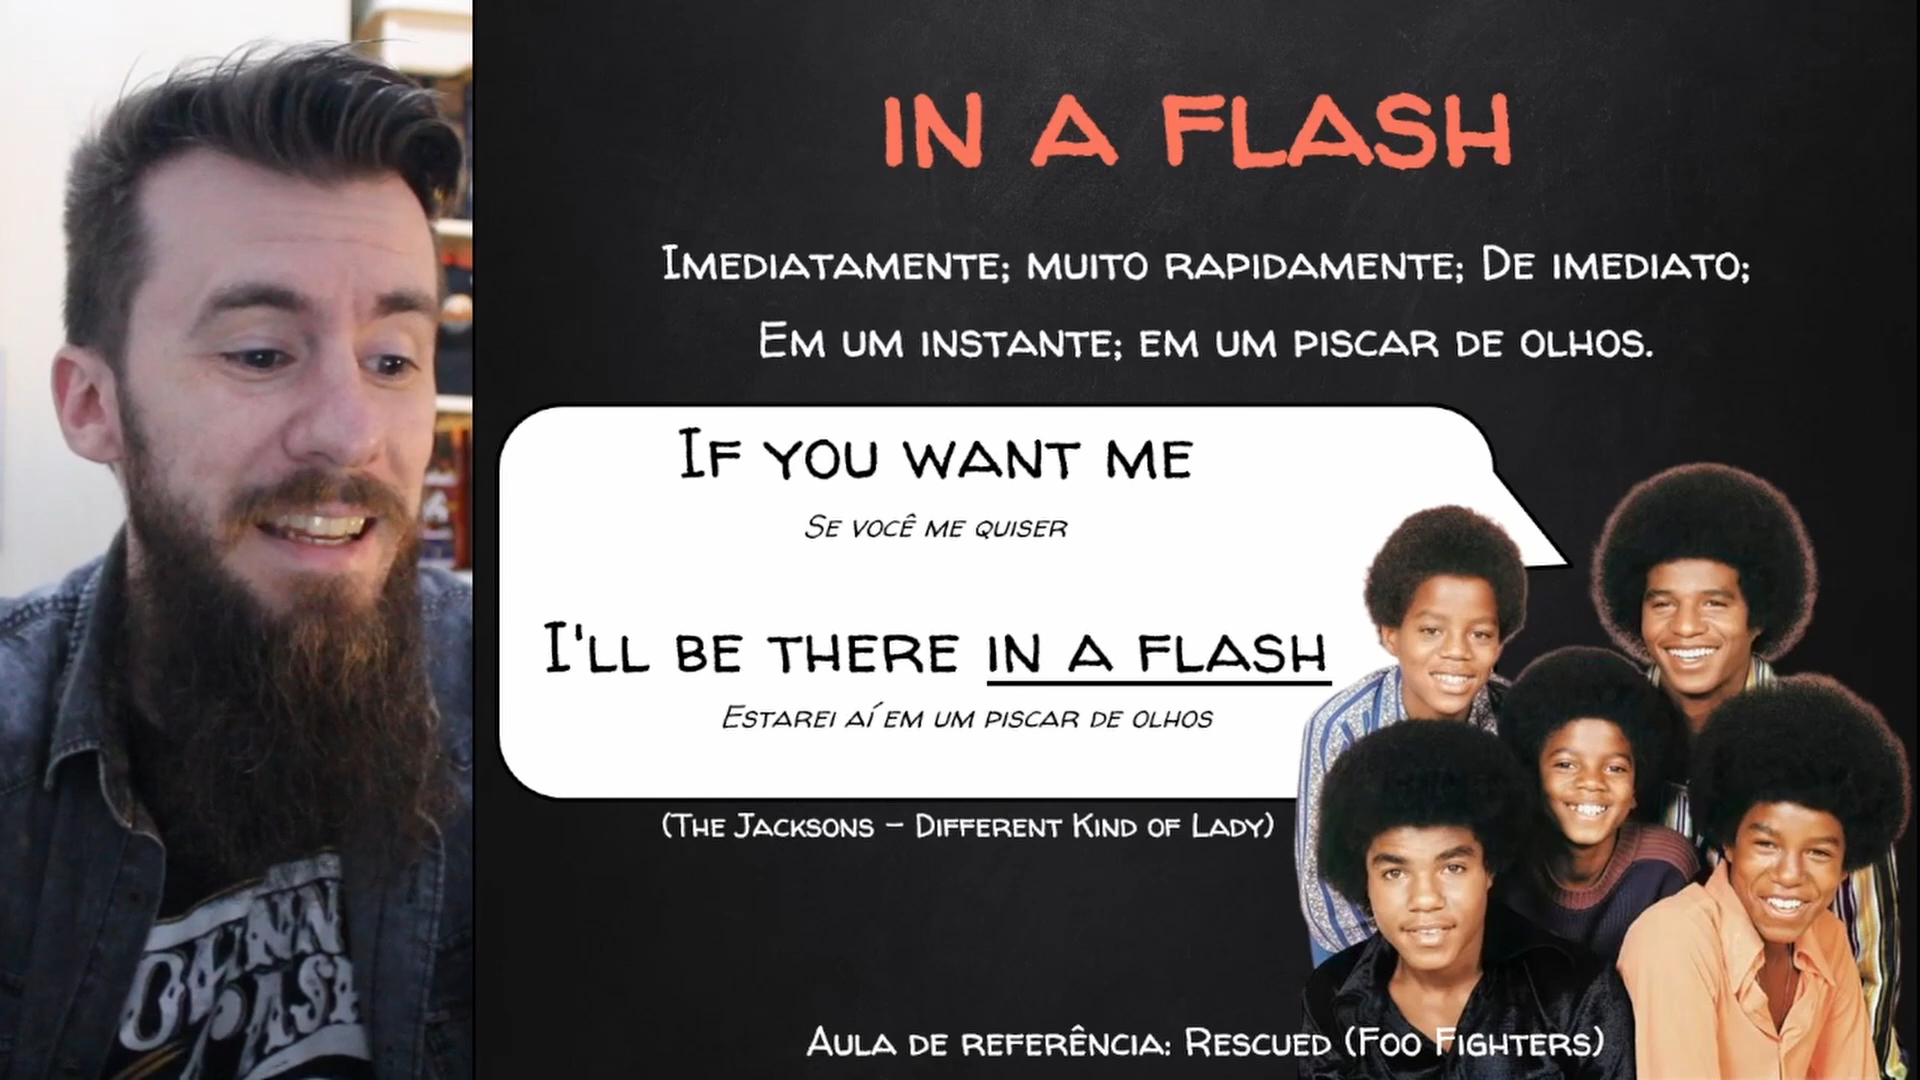 IN A FLASH
IMEDIATAMENTE; MUITO RAPIDAMENTE; DE IMEDIATO;
EM UM INSTANTE; EM UM PISCAR DE OLHOS.
IF YOU WANT ME
SE VOCÊ ME QUISER
I'LL BE THERE IN A FLASH
ESTAREI AÍ EM UM PISCAR DE OLHOS
(THE JACKSONS – DIFFERENT KIND OF LADY)
AULA DE REFERÊNCIA: RESCUED (FOO FIGHTERS)